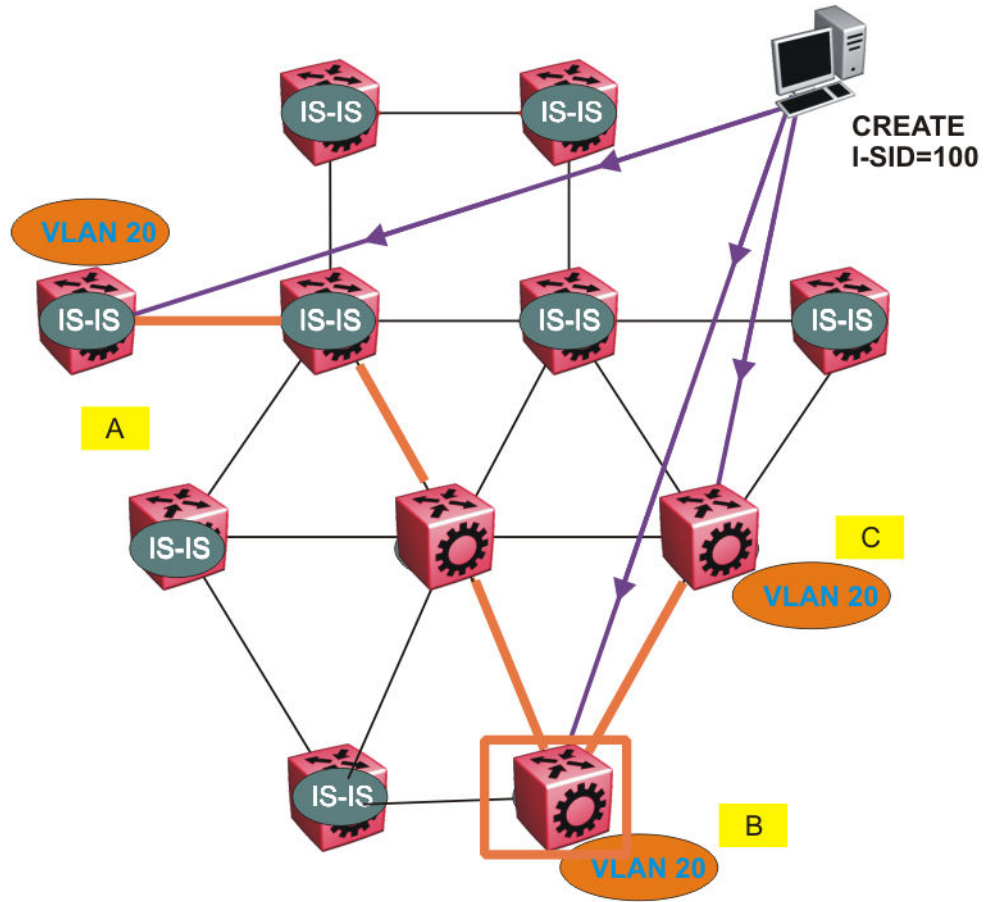 IS-IS
IS-IS
CREATE
I-SID=100
VLAN 20
IS-IS
IS-IS
IS-IS
IS-IS
A
IS-IS
C
VLAN 20
IS-IS
B
VLAN 20